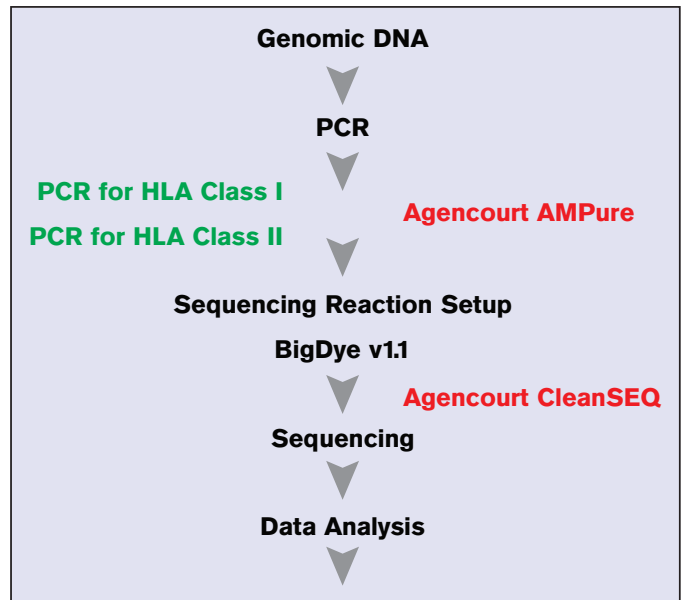 Genomic DNA
PCR
PCR for HLA Class I
Agencourt AMPure
PCR for HLA Class II
Sequencing Reaction Setup
BigDye v1.1
Agencourt CleanSEQ
Sequencing
Data Analysis